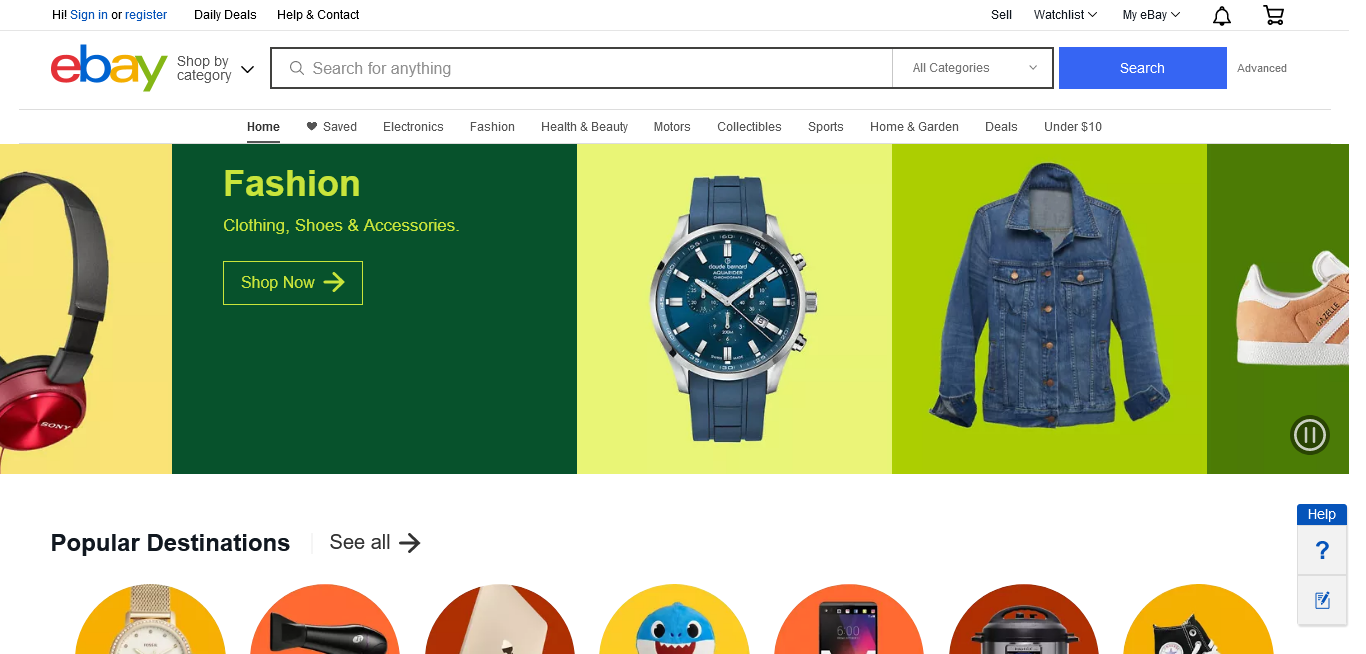 Hi! Sign in or register Daily Deals Help & Contact Sell Watchlist My eBay
ebay Shop by category Search for anything All Categories Search Advanced
Home Saved Electronics Fashion Health & Beauty Motors Collectibles Sports Home & Garden Deals Under $10
Fashion
Clothing, Shoes & Accessories.
Shop Now
SONY
claude bernard
AQUARIDER
CHRONOGRAPH
GAZELLE
Help
?
Popular Destinations See all
6:00